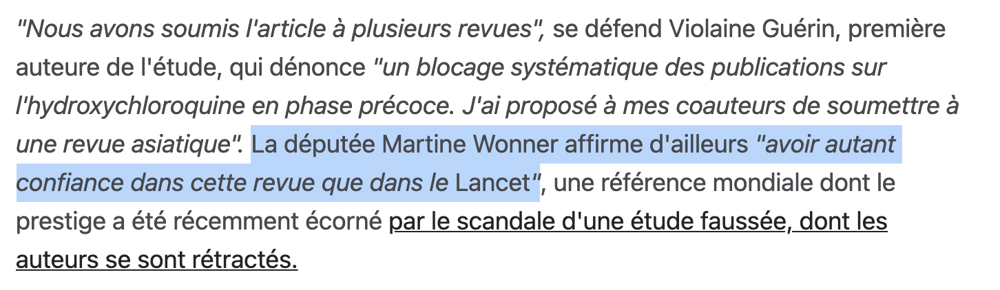 "Nous avons soumis l'article à plusieurs revues", se défend Violaine Guérin, première
auteure de l'étude, qui dénonce "un blocage systématique des publications sur
l'hydroxychloroquine en phase précoce. J'ai proposé à mes coauteurs de soumettre à
une revue asiatique". La députée Martine Wonner affirme d'ailleurs "avoir autant
confiance dans cette revue que dans le Lancet", une référence mondiale dont le
prestige a été récemment écorné par le scandale d'une étude faussée, dont les
auteurs se sont rétractés.